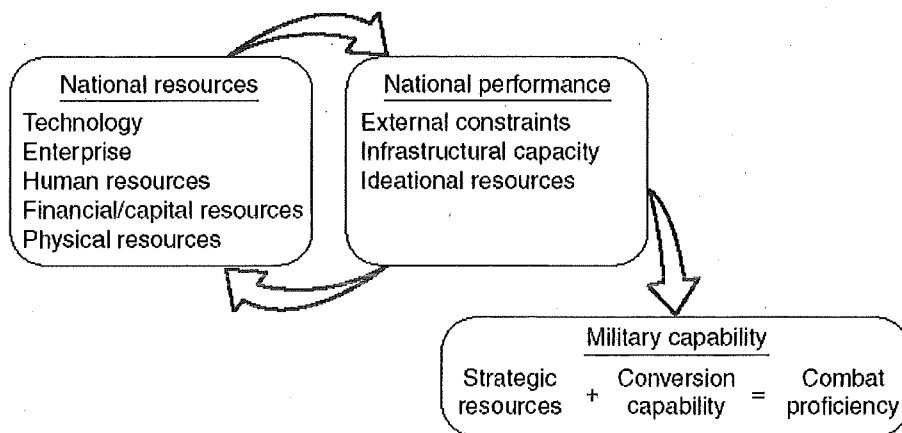 National resources
Technology
Enterprise
Human resources
Financial/capital resources
Physical resources
National performance
External constraints
Infrastructural capacity
Ideational resources
Military capability
Strategic resources + Conversion capability = Combat proficiency